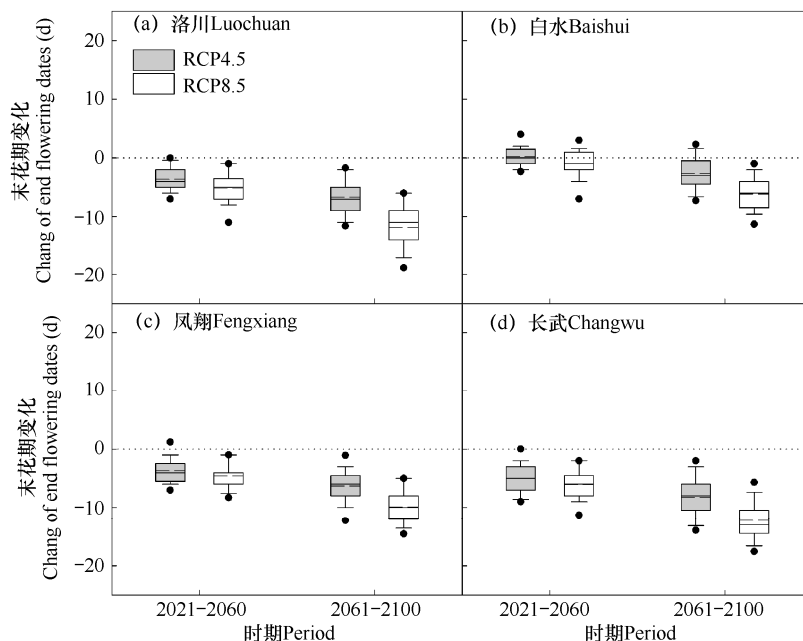 (a) 洛川Luochuan
(b) 白水Baishui
RCP4.5
RCP8.5
20
10
0
−10
−20
末花期变化
Chang of end flowering dates (d)
(c) 凤翔Fengxiang
(d) 长武Changwu
20
10
0
−10
−20
末花期变化
Chang of end flowering dates (d)
2021−2060
2061−2100
2021−2060
2061−2100
时期Period
时期Period